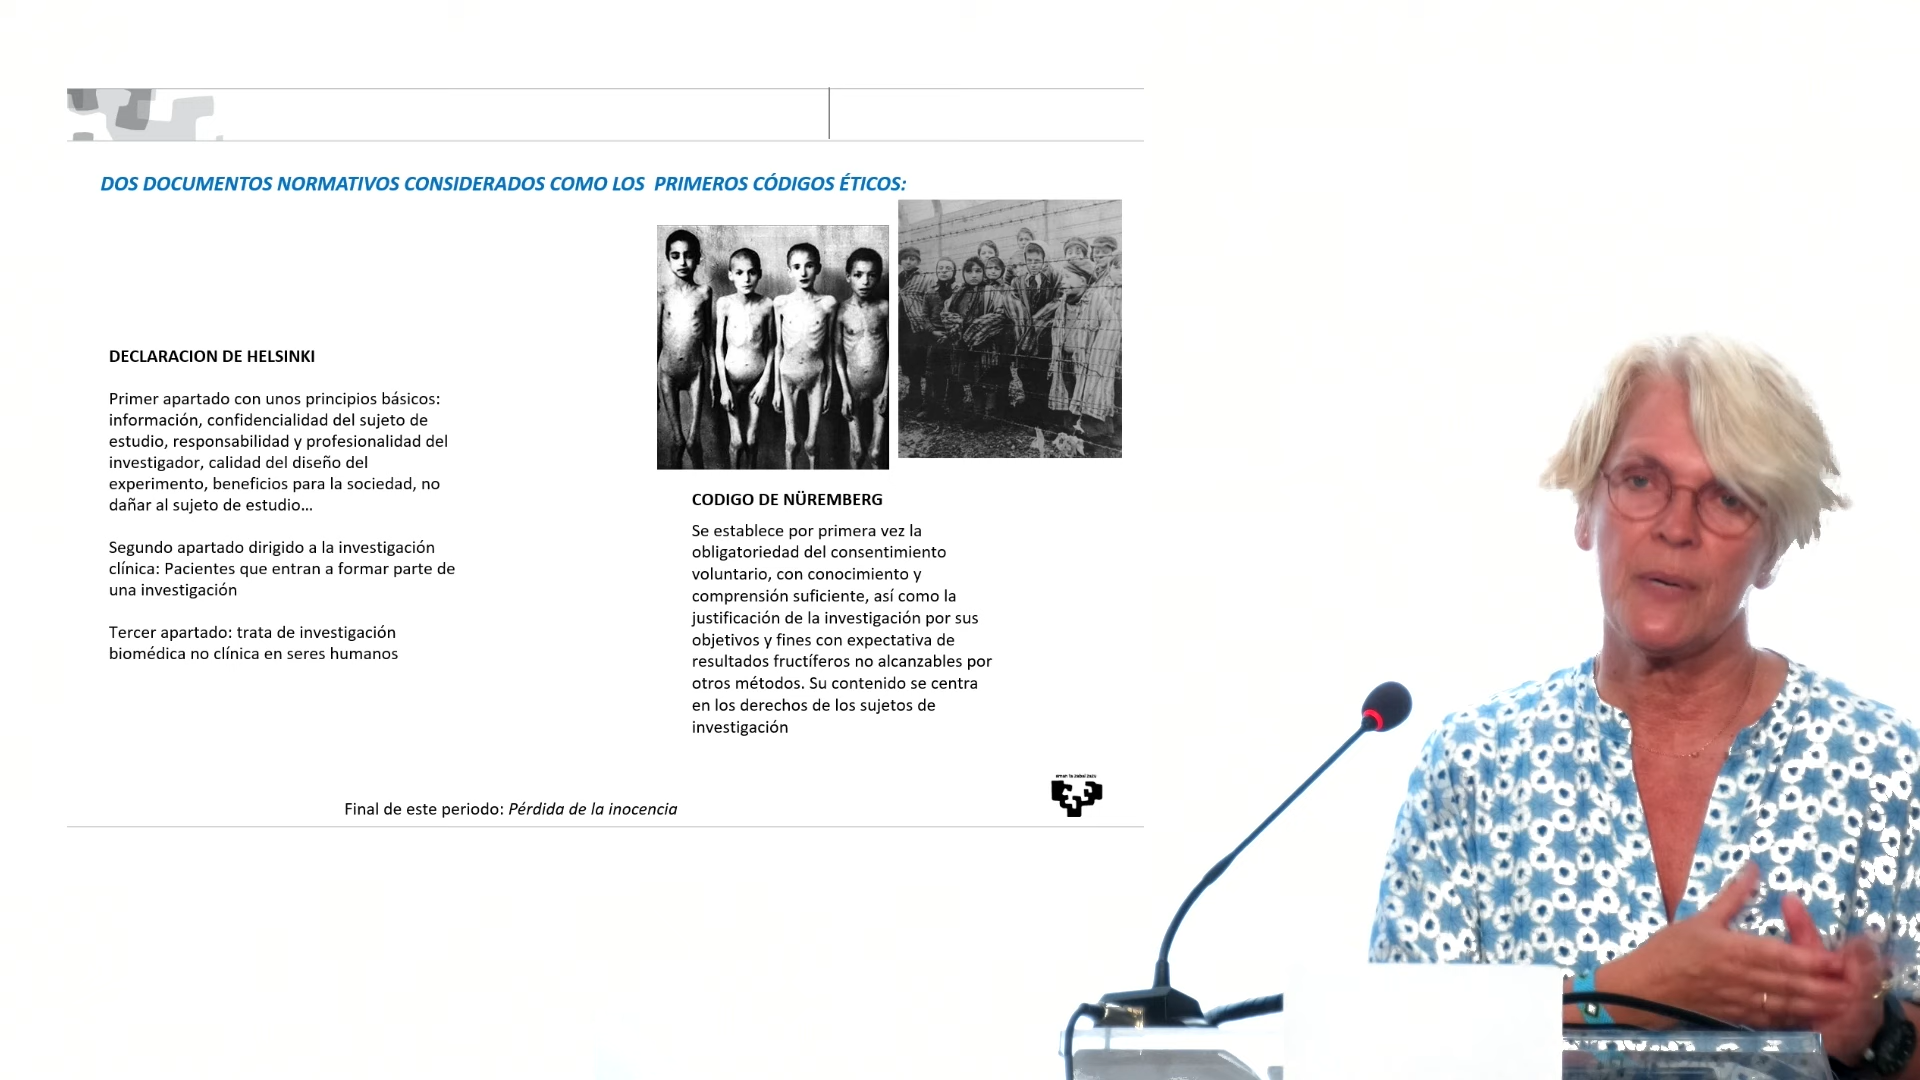 DOS DOCUMENTOS NORMATIVOS CONSIDERADOS COMO LOS PRIMEROS CÓDIGOS ÉTICOS:
DECLARACION DE HELSINKI
Primer apartado con unos principios básicos:
información, confidencialidad del sujeto de
estudio, responsabilidad y profesionalidad del
investigador, calidad del diseño del
experimento, beneficios para la sociedad, no
dañar al sujeto de estudio...
Segundo apartado dirigido a la investigación
clínica: Pacientes que entran a formar parte de
una investigación
Tercer apartado: trata de investigación
biomédica no clínica en seres humanos
CODIGO DE NÜREMBERG
Se establece por primera vez la
obligatoriedad del consentimiento
voluntario, con conocimiento y
comprensión suficiente, así como la
justificación de la investigación por sus
objetivos y fines con expectativa de
resultados fructíferos no alcanzables por
otros métodos. Su contenido se centra
en los derechos de los sujetos de
investigación
eman ta zabal zazu
Final de este periodo: Pérdida de la inocencia